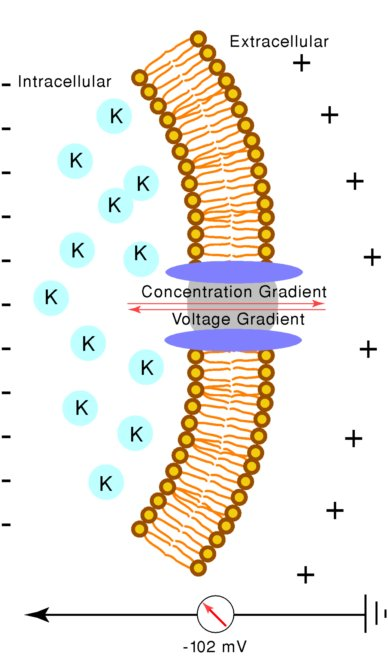 Extracellular
Intracellular
K
K
K
K
K
K
K
Concentration Gradient
Voltage Gradient
K
K
K
K
K
-102 mV